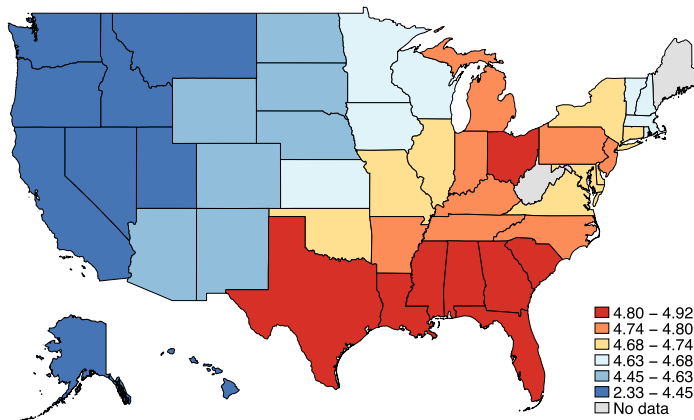 4.80 – 4.92
4.74 – 4.80
4.68 – 4.74
4.63 – 4.68
4.45 – 4.63
2.33 – 4.45
No data